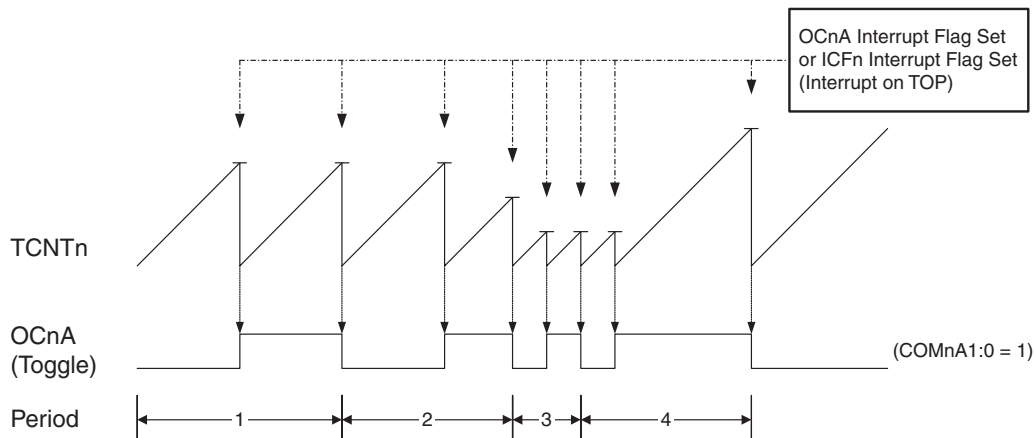 OCnA Interrupt Flag Set
or ICFn Interrupt Flag Set
(Interrupt on TOP)
TCNTn
OCnA
(Toggle)
(COMnA1:0 = 1)
Period
1
2
3
4